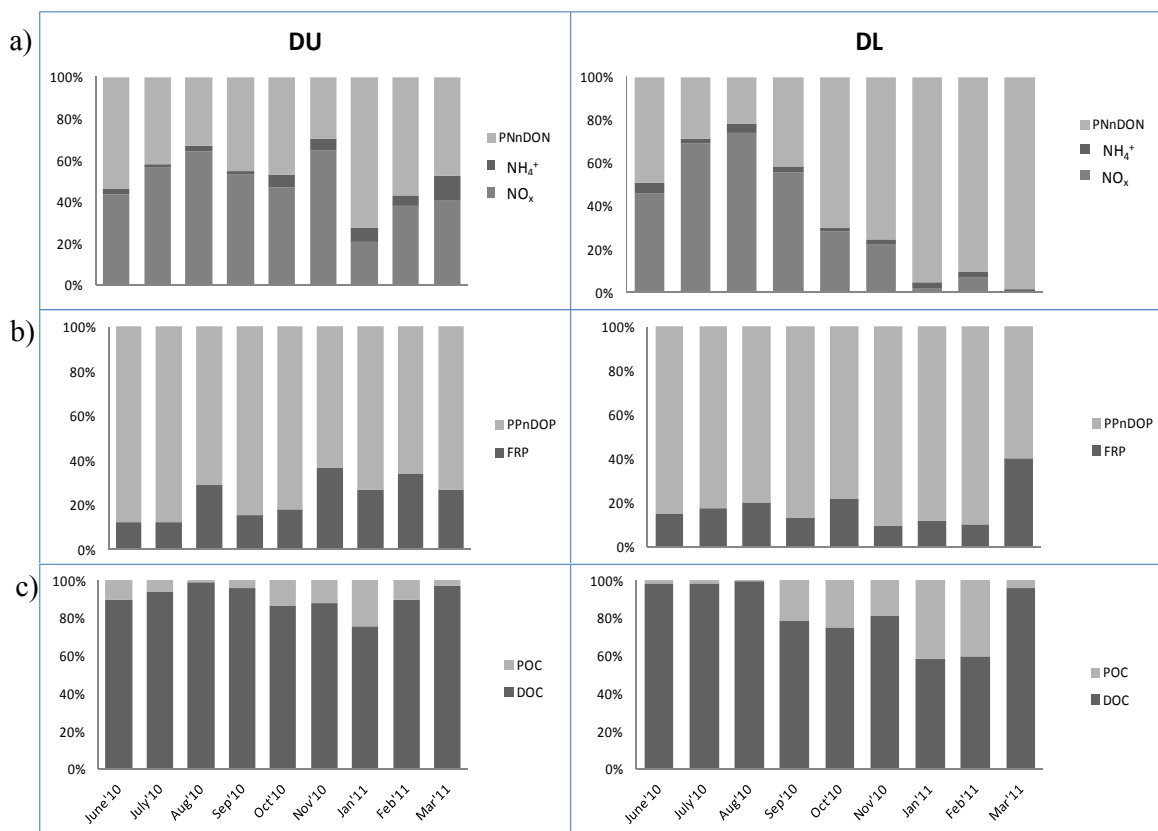 DU
DL
a)
100%
80%
60%
40%
20%
0%
PNnDON
NH₄⁺
NOₓ
100%
80%
60%
40%
20%
0%
PNnDON
NH₄⁺
NOₓ
b)
100%
80%
60%
40%
20%
0%
PPnDOP
FRP
100%
80%
60%
40%
20%
0%
PPnDOP
FRP
c)
100%
80%
60%
40%
20%
0%
POC
DOC
June'10
July'10
Aug'10
Sep'10
Oct'10
Nov'10
Jan'11
Feb'11
Mar'11
100%
80%
60%
40%
20%
0%
POC
DOC
June'10
July'10
Aug'10
Sep'10
Oct'10
Nov'10
Jan'11
Feb'11
Mar'11